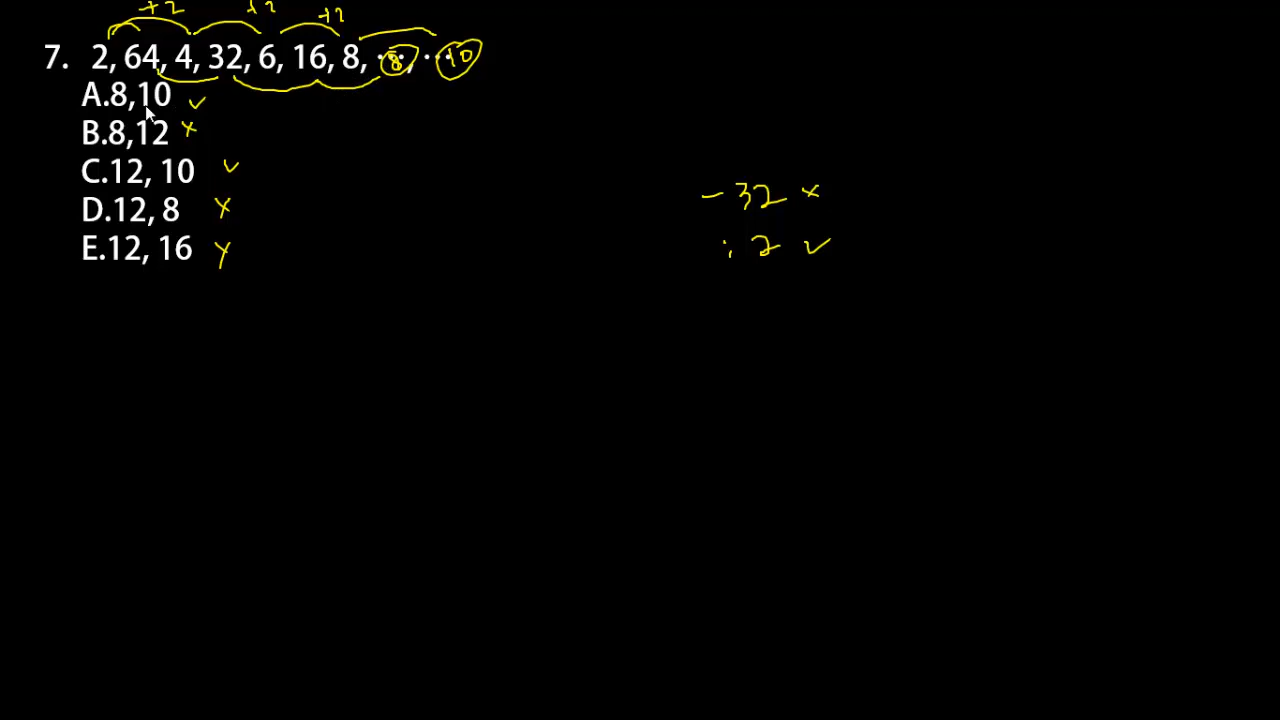 +2 +2 +2
7. 2, 64, 4, 32, 6, 16, 8, ...8, ...10
A.8,10 ✓
B.8,12 ×
C.12, 10 ✓
D.12, 8 ×
E.12, 16 ×
- 32 ×
: 2 ✓